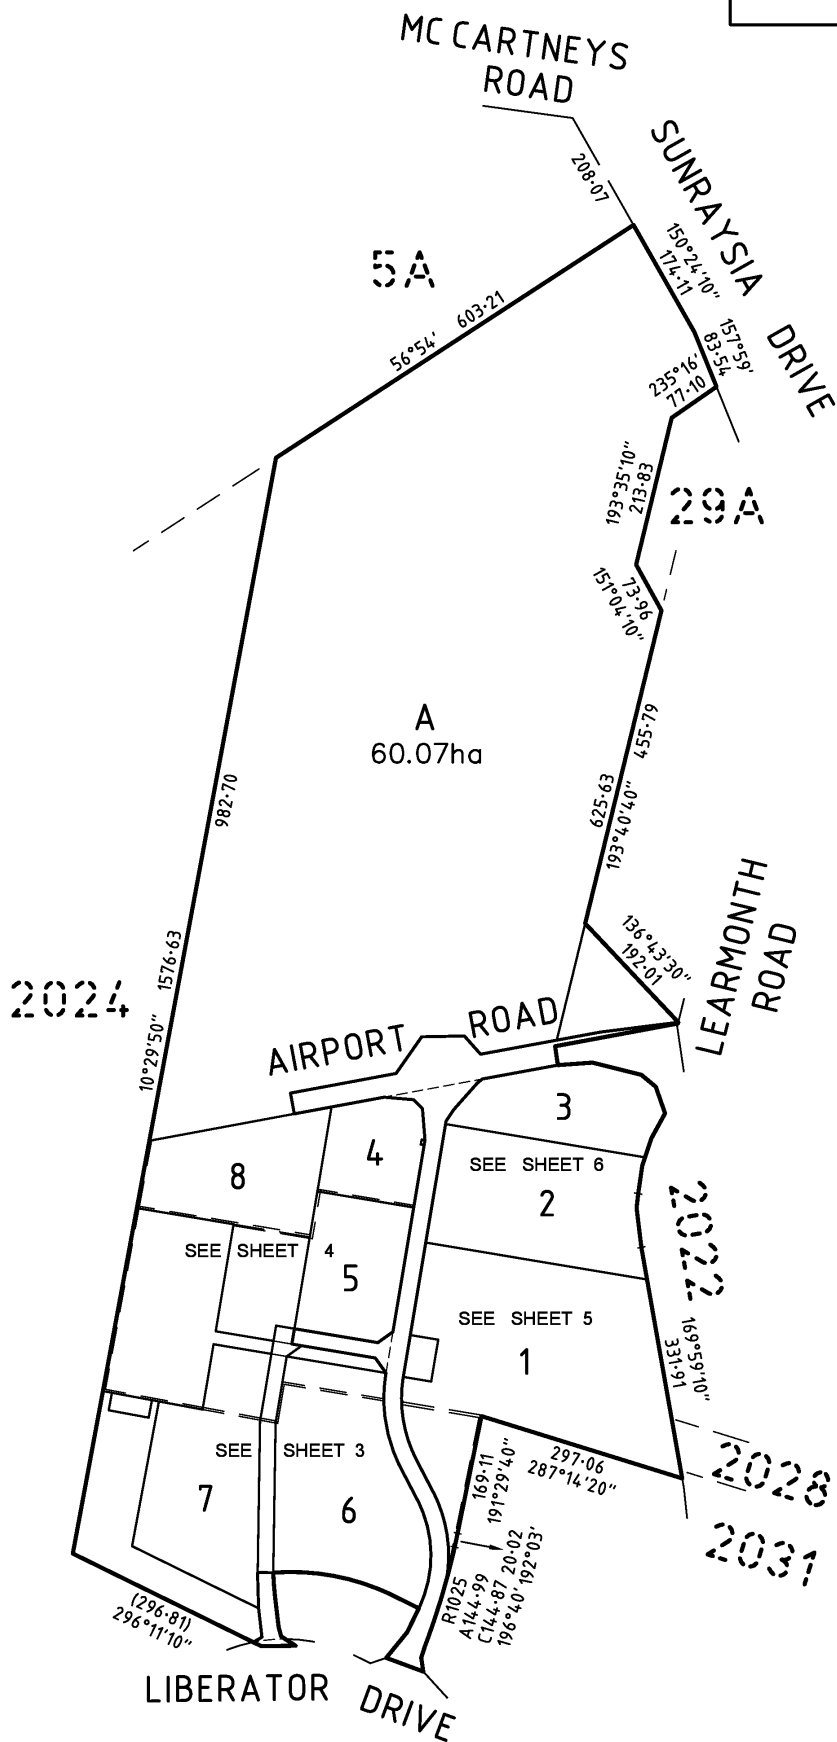 MC CARTNEYS
ROAD
SUNRAYSIA DRIVE
208·07
150°24'10"
174·11
5A
603·21
56°54'
157°59'
83·54
235°16'
77·10
193°35'10"
213·83
29A
73·96
151°04'10"
A
60.07ha
455·79
625·63
193°40'40"
982·70
136°43'30"
192·01
LEARMONTH
ROAD
1576·63
2024
10°29'50"
AIRPORT ROAD
3
4
8
SEE SHEET 6
2
2022
SEE SHEET 4
5
SEE SHEET 5
1
169°59'10"
331·91
SEE SHEET 3
7
6
169·11
191°29'40"
297·06
287°14'20"
2028
2031
R1025
A144·99
C144·87 20·02
196°40' 192°03'
(296·81)
296°11'10"
LIBERATOR DRIVE